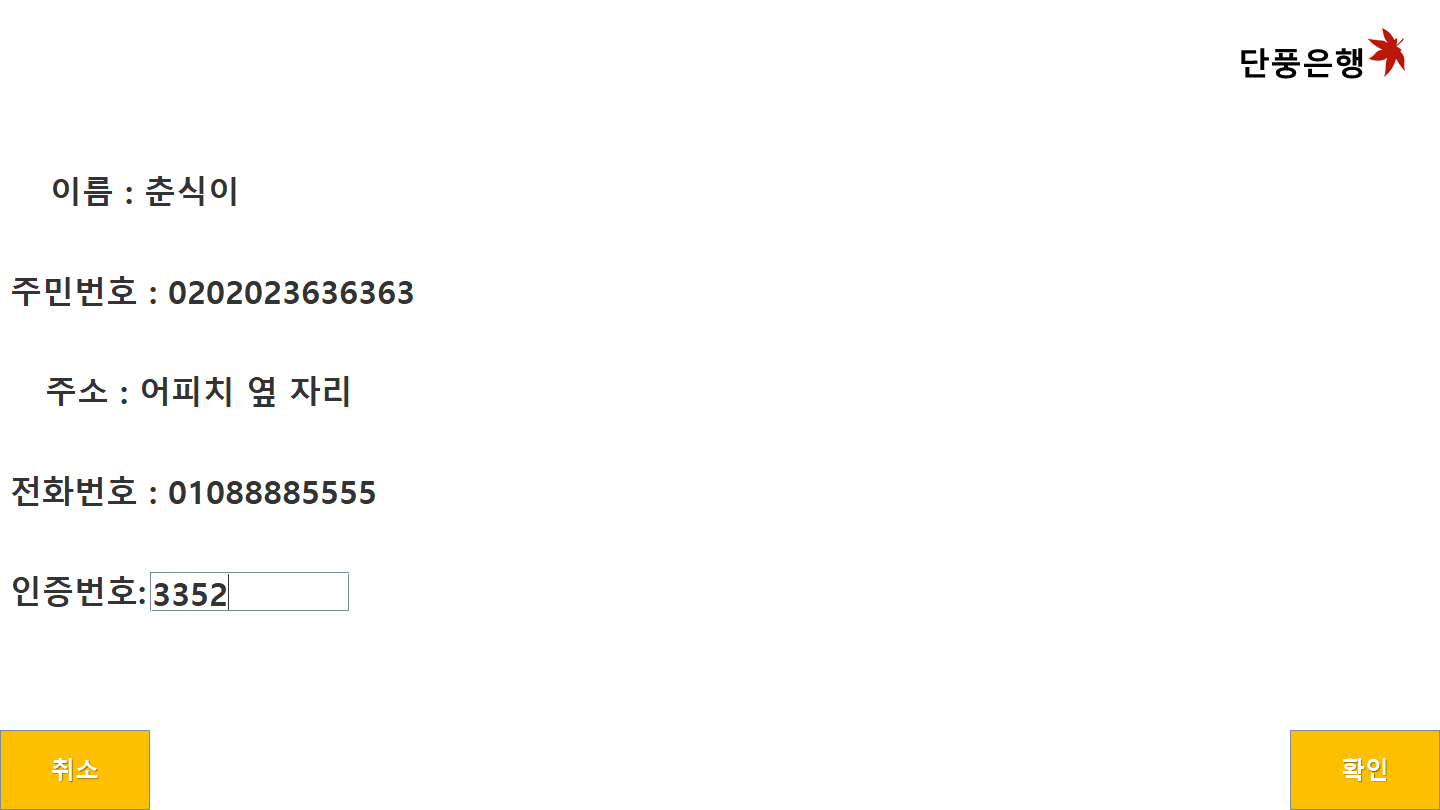 단풍은행
이름 : 춘식이
주민번호 : 0202023636363
주소 : 어피치 옆 자리
전화번호 : 01088885555
인증번호: 3352
취소
확인